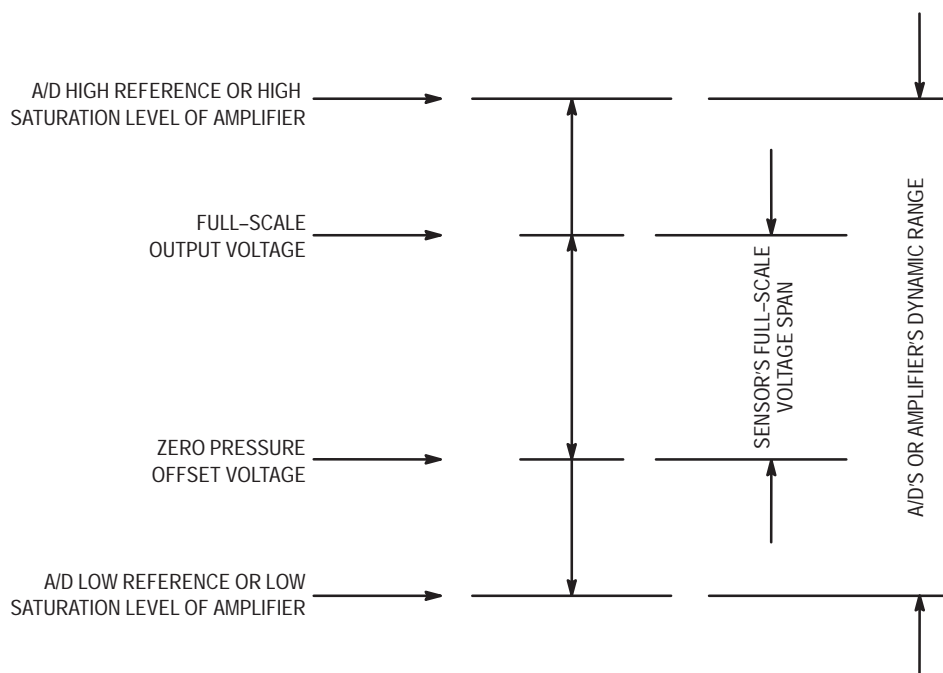 A/D HIGH REFERENCE OR HIGH
SATURATION LEVEL OF AMPLIFIER
FULL–SCALE
OUTPUT VOLTAGE
SENSOR'S FULL–SCALE
VOLTAGE SPAN
A/D'S OR AMPLIFIER'S DYNAMIC RANGE
ZERO PRESSURE
OFFSET VOLTAGE
A/D LOW REFERENCE OR LOW
SATURATION LEVEL OF AMPLIFIER